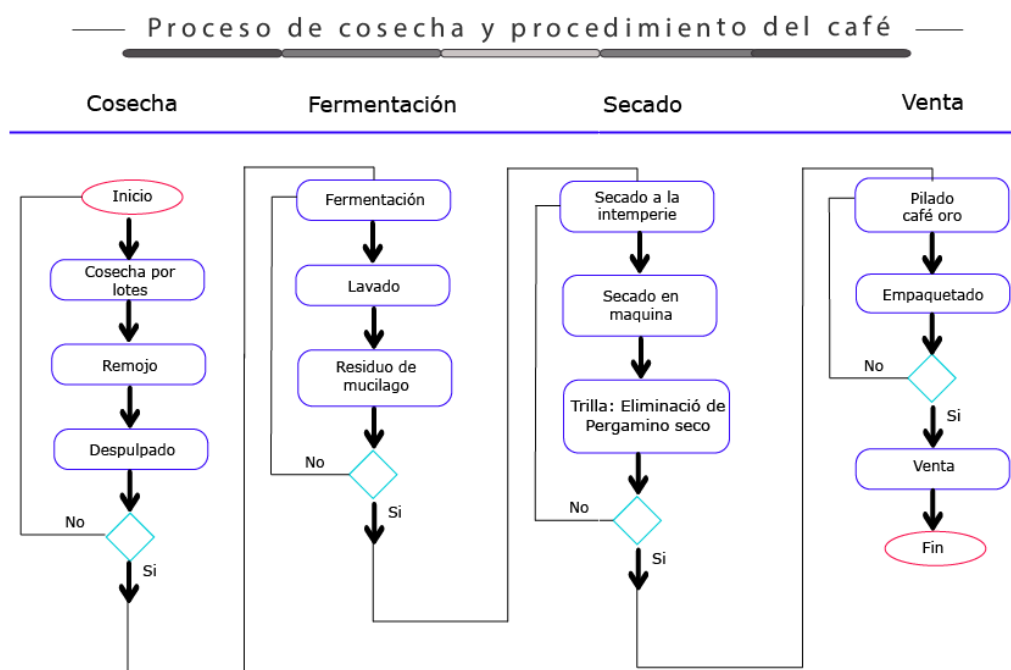 Proceso de cosecha y procedimiento del café
Cosecha
Fermentación
Secado
Venta
Inicio
Cosecha por
lotes
Remojo
Despulpado
No
Si
Fermentación
Lavado
Residuo de
mucilago
No
Si
Secado a la
intemperie
Secado en
maquina
Trilla: Eliminació de
Pergamino seco
No
Si
Pilado
café oro
Empaquetado
No
Si
Venta
Fin